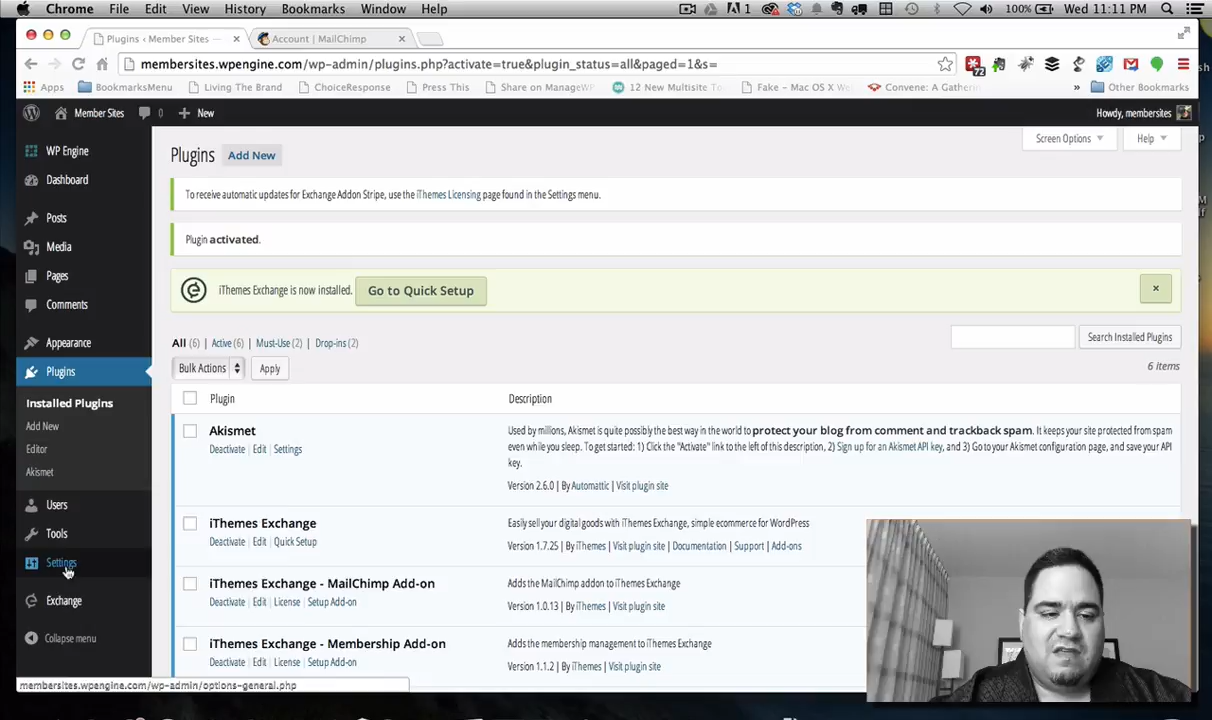 Chrome File Edit View History Bookmarks Window Help 1 100% Wed 11:11 PM
Plugins ‹ Member Sites — × Account | MailChimp ×
membersites.wpengine.com/wp-admin/plugins.php?activate=true&plugin_status=all&paged=1&s= 72
Apps BookmarksMenu Living The Brand ChoiceResponse Press This Share on ManageWP 12 New Multisite Tu Fake – Mac OS X W Convene: A Gatheri » Other Bookmarks
Member Sites 0 + New Howdy, membersites
WP Engine
Dashboard
Posts
Media
Pages
Comments
Appearance
Plugins
Installed Plugins
Add New
Editor
Akismet
Users
Tools
Settings
Exchange
Collapse menu
Screen Options Help
Plugins Add New
To receive automatic updates for Exchange Addon Stripe, use the iThemes Licensing page found in the Settings menu.
Plugin activated.
iThemes Exchange is now installed. Go to Quick Setup ×
All (6) | Active (6) | Must-Use (2) | Drop-ins (2)
Search Installed Plugins
Bulk Actions Apply 6 items
Plugin Description
Akismet
Deactivate | Edit | Settings
Used by millions, Akismet is quite possibly the best way in the world to protect your blog from comment and trackback spam. It keeps your site protected from spam
even while you sleep. To get started: 1) Click the "Activate" link to the left of this description, 2) Sign up for an Akismet API key, and 3) Go to your Akismet configuration page, and save your API
key.
Version 2.6.0 | By Automattic | Visit plugin site
iThemes Exchange
Deactivate | Edit | Quick Setup
Easily sell your digital goods with iThemes Exchange, simple ecommerce for WordPress
Version 1.7.25 | By iThemes | Visit plugin site | Documentation | Support | Add-ons
iThemes Exchange - MailChimp Add-on
Deactivate | Edit | License | Setup Add-on
Adds the MailChimp addon to iThemes Exchange
Version 1.0.13 | By iThemes | Visit plugin site
iThemes Exchange - Membership Add-on
Deactivate | Edit | License | Setup Add-on
Adds the membership management to iThemes Exchange
Version 1.1.2 | By iThemes | Visit plugin site
membersites.wpengine.com/wp-admin/options-general.php